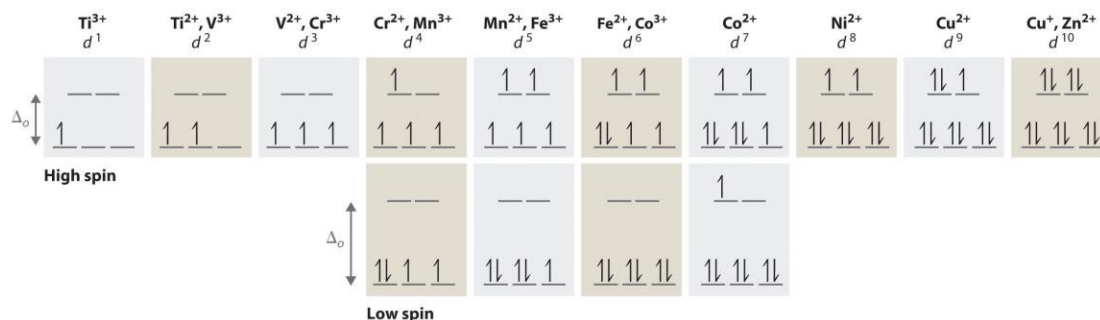 Ti³⁺ Ti²⁺, V³⁺ V²⁺, Cr³⁺ Cr²⁺, Mn³⁺ Mn²⁺, Fe³⁺ Fe²⁺, Co³⁺ Co²⁺ Ni²⁺ Cu²⁺ Cu⁺, Zn²⁺
d¹ d² d³ d⁴ d⁵ d⁶ d⁷ d⁸ d⁹ d¹⁰
Δₒ
High spin
Δₒ
Low spin